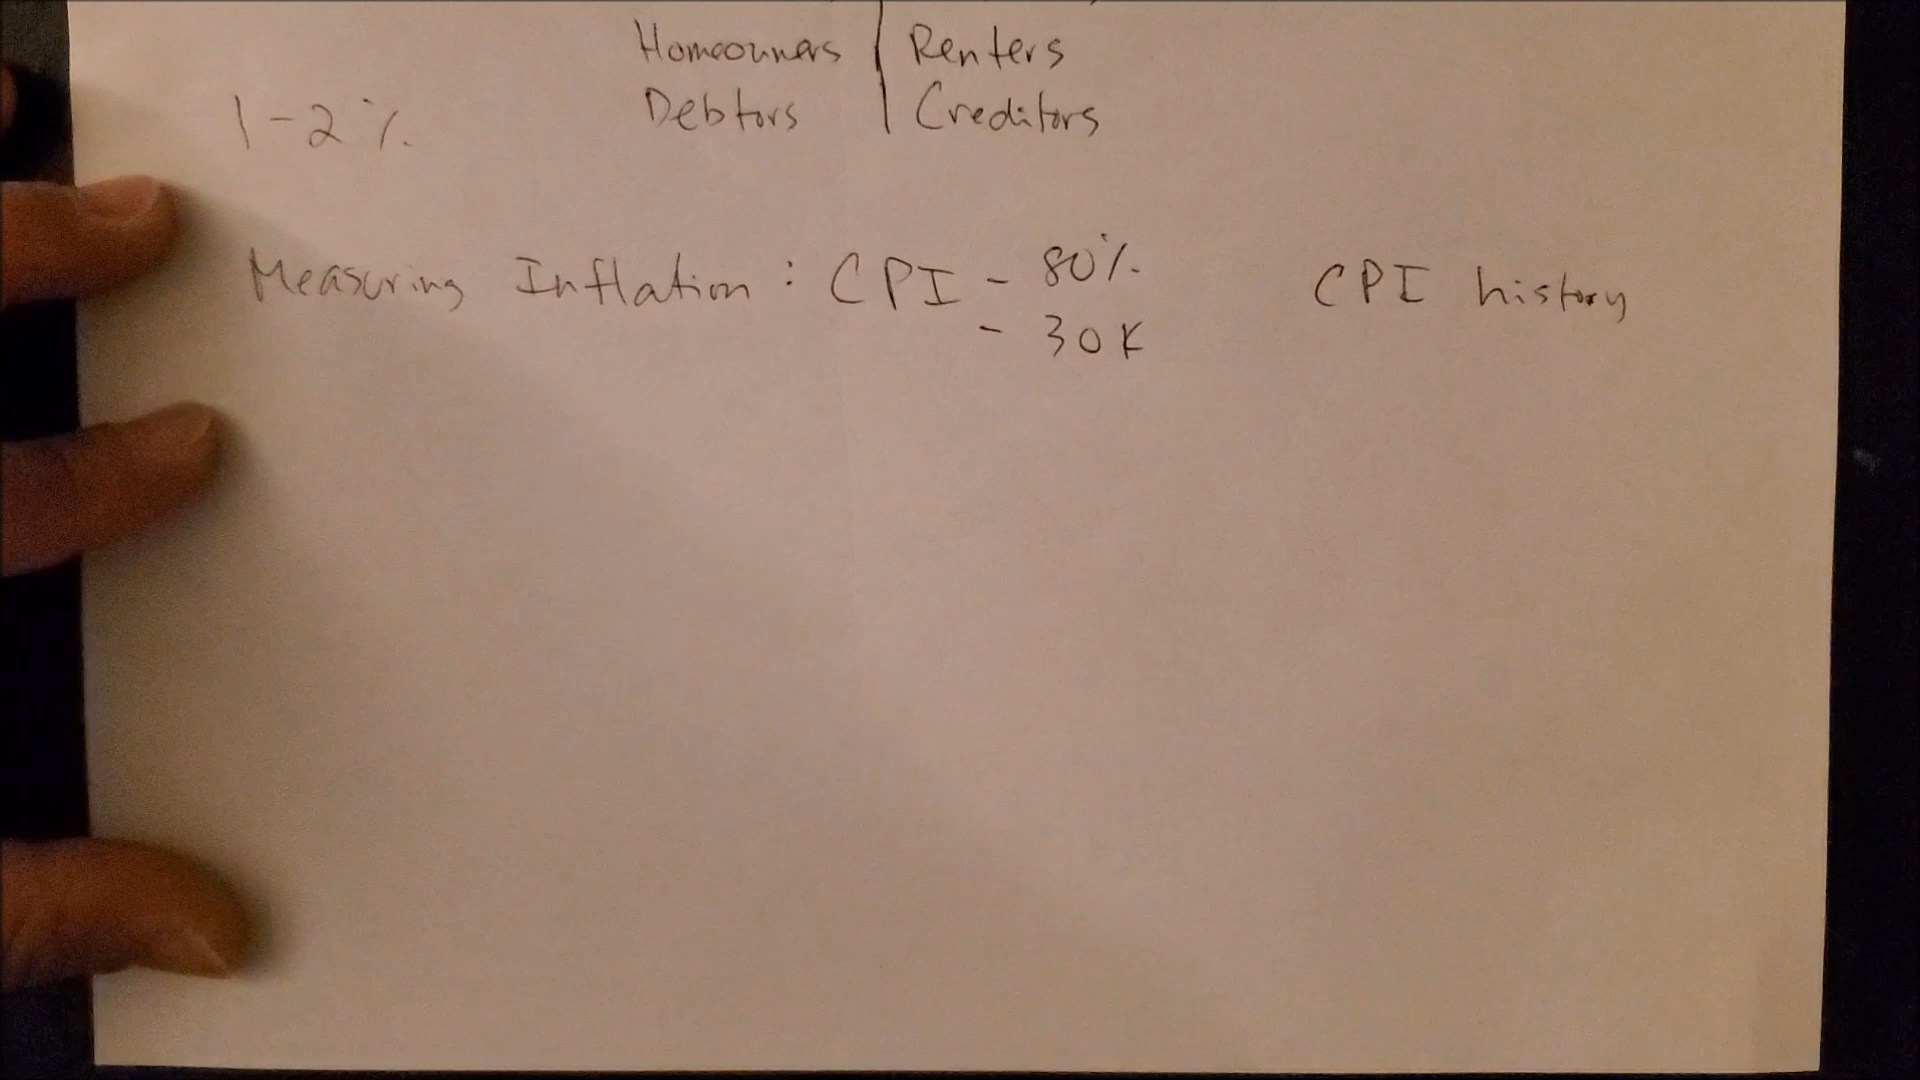 Homeowners | Renters
Debtors | Creditors
1-2%
Measuring Inflation : CPI - 80% CPI history
- 30K